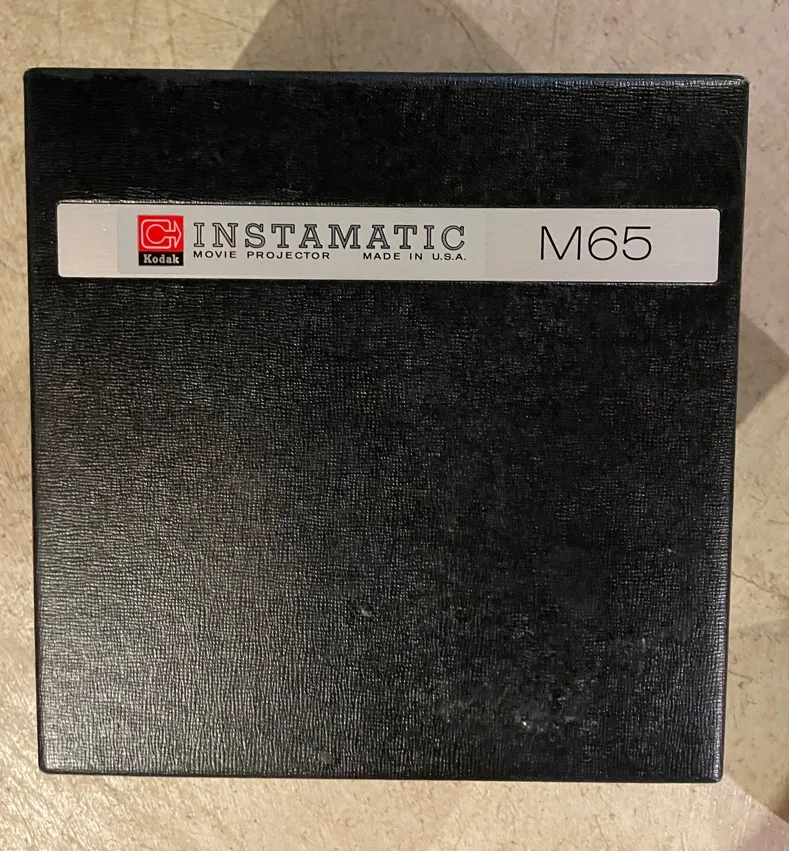 INSTAMATIC M65
Kodak MOVIE PROJECTOR MADE IN U.S.A.